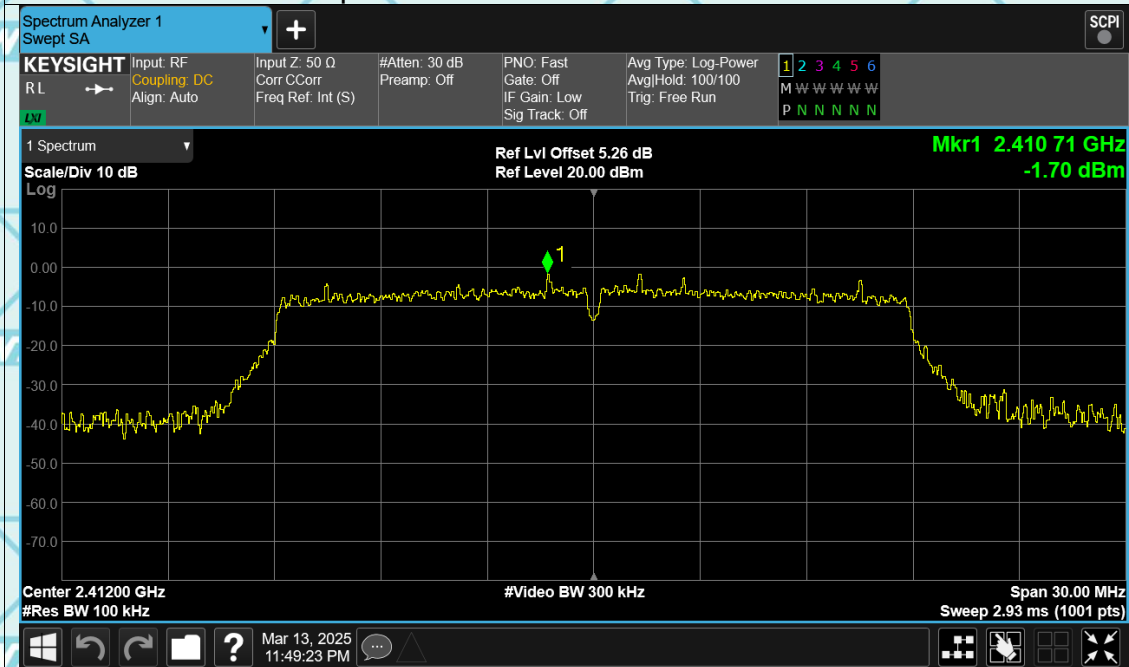 Spectrum Analyzer 1
Swept SA
SCPI
KEYSIGHT
R L
LXI
Input: RF
Coupling: DC
Align: Auto
Input Z: 50 Ω
Corr CCorr
Freq Ref: Int (S)
#Atten: 30 dB
Preamp: Off
PNO: Fast
Gate: Off
IF Gain: Low
Sig Track: Off
Avg Type: Log-Power
Avg|Hold: 100/100
Trig: Free Run
1 2 3 4 5 6
M W W W W W
P N N N N N
1 Spectrum
Scale/Div 10 dB
Log
Ref Lvl Offset 5.26 dB
Ref Level 20.00 dBm
Mkr1 2.410 71 GHz
-1.70 dBm
1
10.0
0.00
-10.0
-20.0
-30.0
-40.0
-50.0
-60.0
-70.0
Center 2.41200 GHz
#Res BW 100 kHz
#Video BW 300 kHz
Span 30.00 MHz
Sweep 2.93 ms (1001 pts)
?
Mar 13, 2025
11:49:23 PM